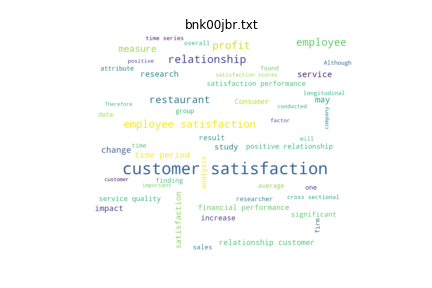 bnk00jbr.txt
time series
overall
profit
employee
measure
positive
relationship
Although
attribute
research
found
satisfaction scores
service
satisfaction performance
longitudinal
Therefore
restaurant
Consumer
may
conducted
group
data
company
employee satisfaction
factor
result
will
change
time
study
positive relationship
time period
customer satisfaction
analysis
customer
finding
important
average
one
service quality
satisfaction
researcher
cross sectional
impact
financial performance
increase
significant
firm
sales
relationship customer